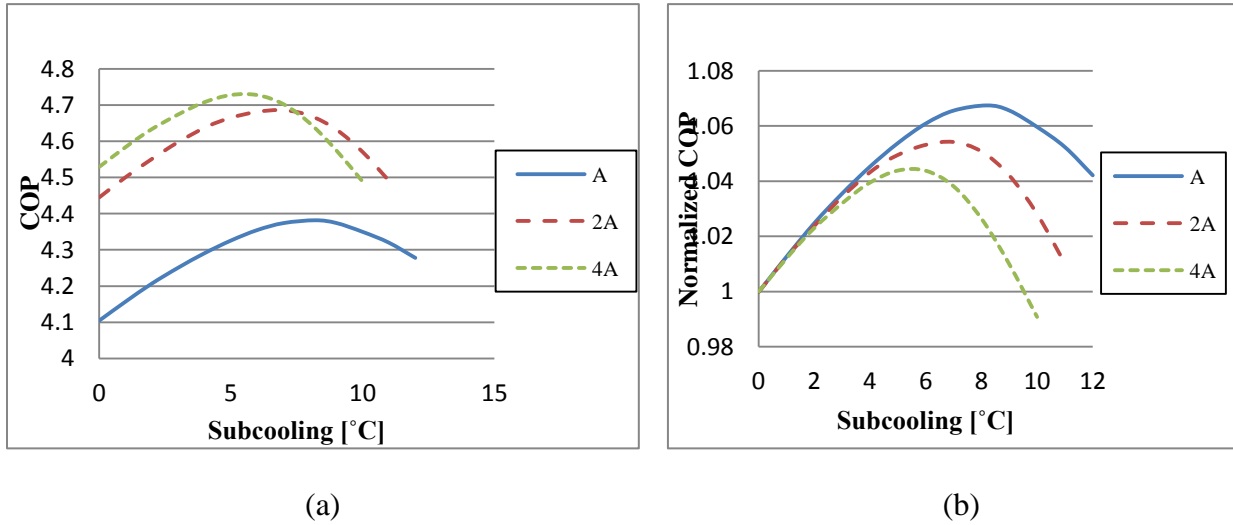 4.8
4.7
4.6
4.5
4.4
4.3
4.2
4.1
4
COP
0 5 10 15
Subcooling [˚C]
A
2A
4A
(a)
1.08
1.06
1.04
1.02
1
0.98
Normalized COP
0 2 4 6 8 10 12
Subcooling [˚C]
A
2A
4A
(b)